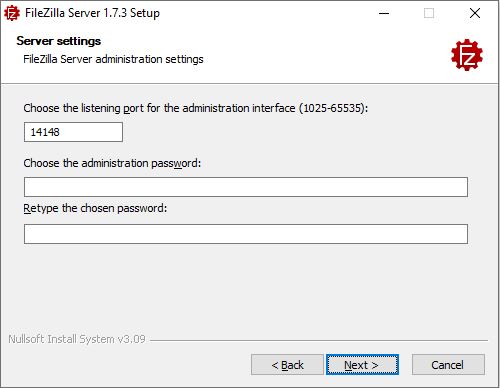 FileZilla Server 1.7.3 Setup
Server settings
FileZilla Server administration settings
Fz
Choose the listening port for the administration interface (1025-65535):
14148
Choose the administration password:
Retype the chosen password:
Nullsoft Install System v3.09
< Back Next > Cancel